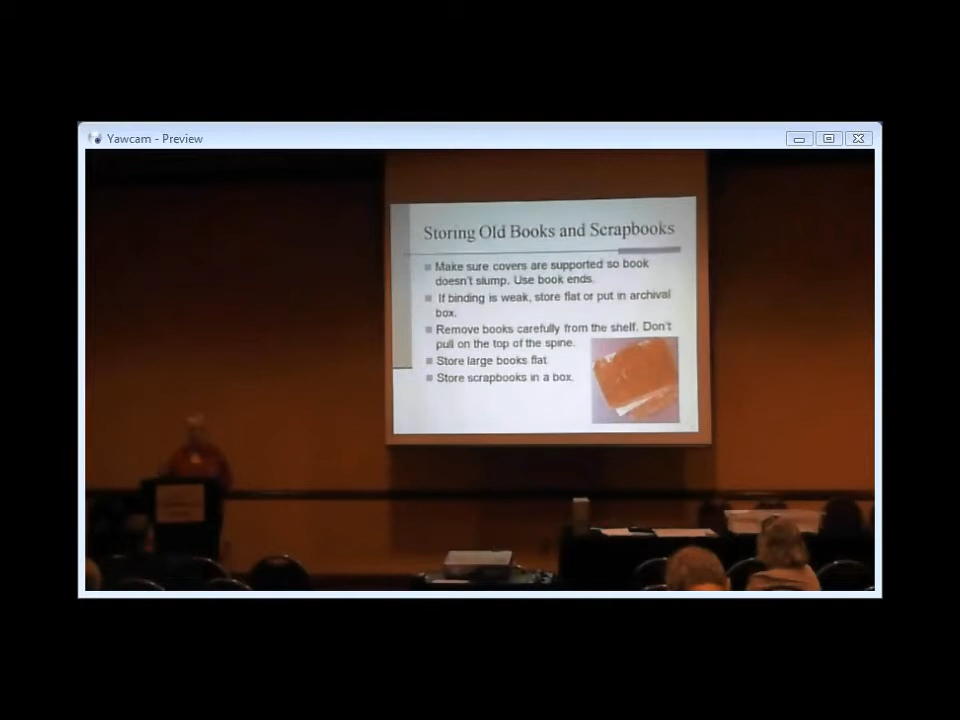 Yawcam - Preview
Storing Old Books and Scrapbooks
Make sure covers are supported so book
doesn't slump. Use book ends.
If binding is weak, store flat or put in archival
box.
Remove books carefully from the shelf. Don't
pull on the top of the spine.
Store large books flat
Store scrapbooks in a box.